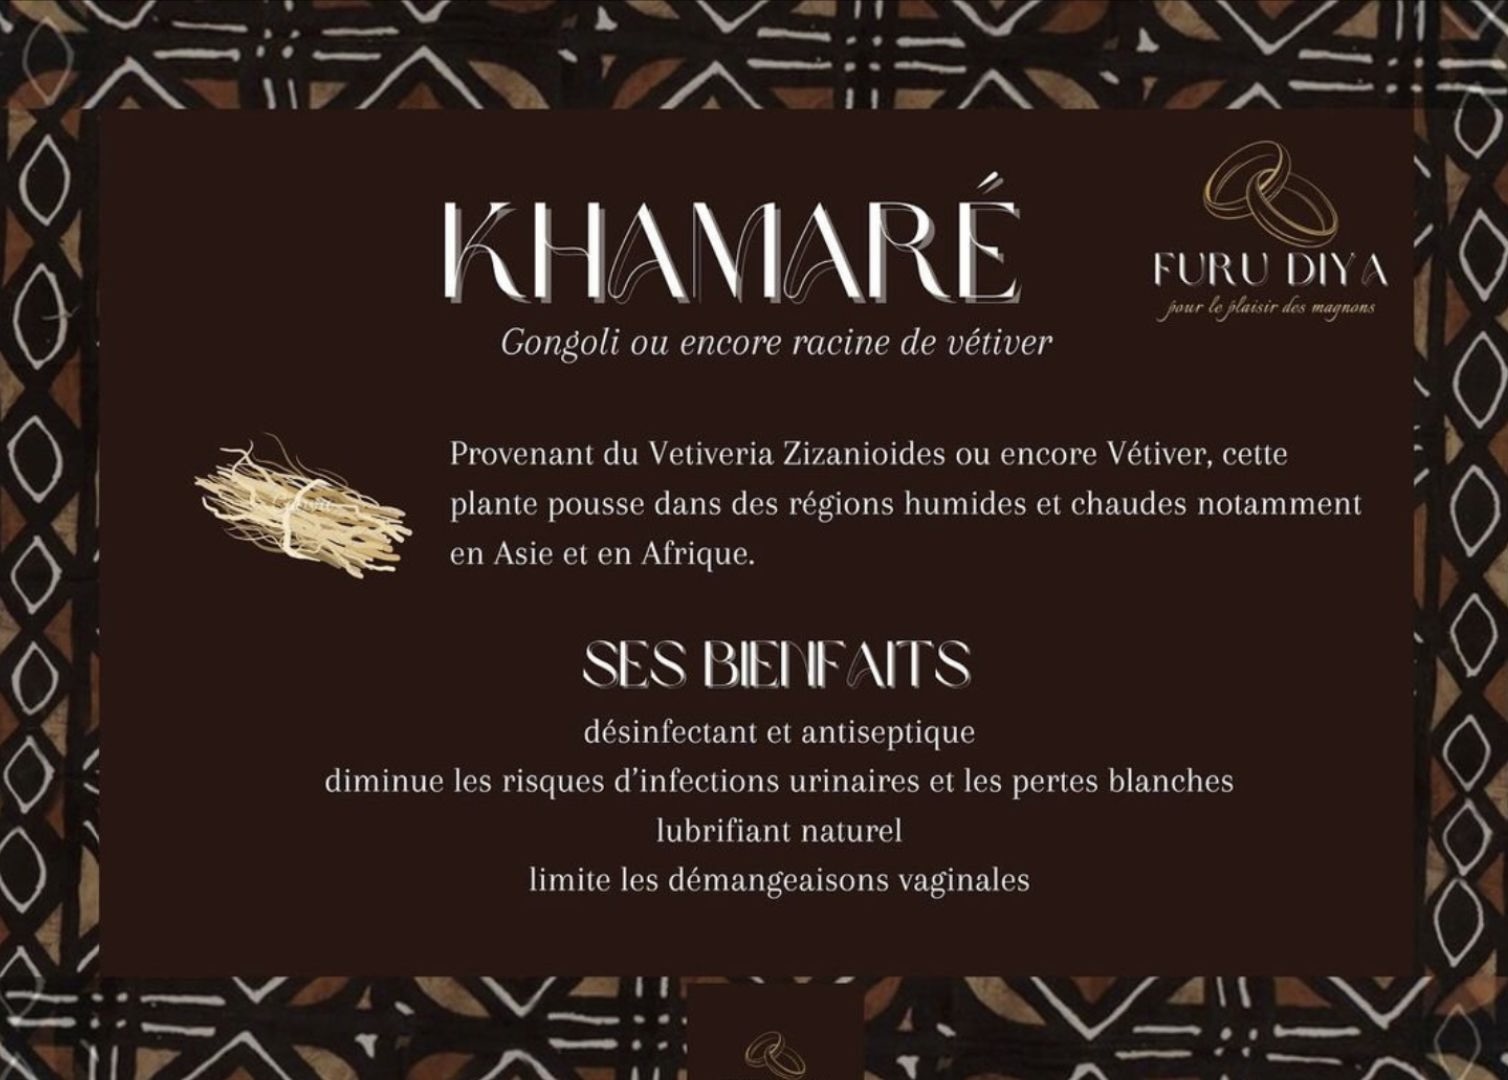 KHAMARÉ
FURU DIYA
pour le plaisir des magnons
Gongoli ou encore racine de vétiver
Provenant du Vetiveria Zizanioides ou encore Vétiver, cette
plante pousse dans des régions humides et chaudes notamment
en Asie et en Afrique.
SES BIENFAITS
désinfectant et antiseptique
diminue les risques d’infections urinaires et les pertes blanches
lubrifiant naturel
limite les démangeaisons vaginales